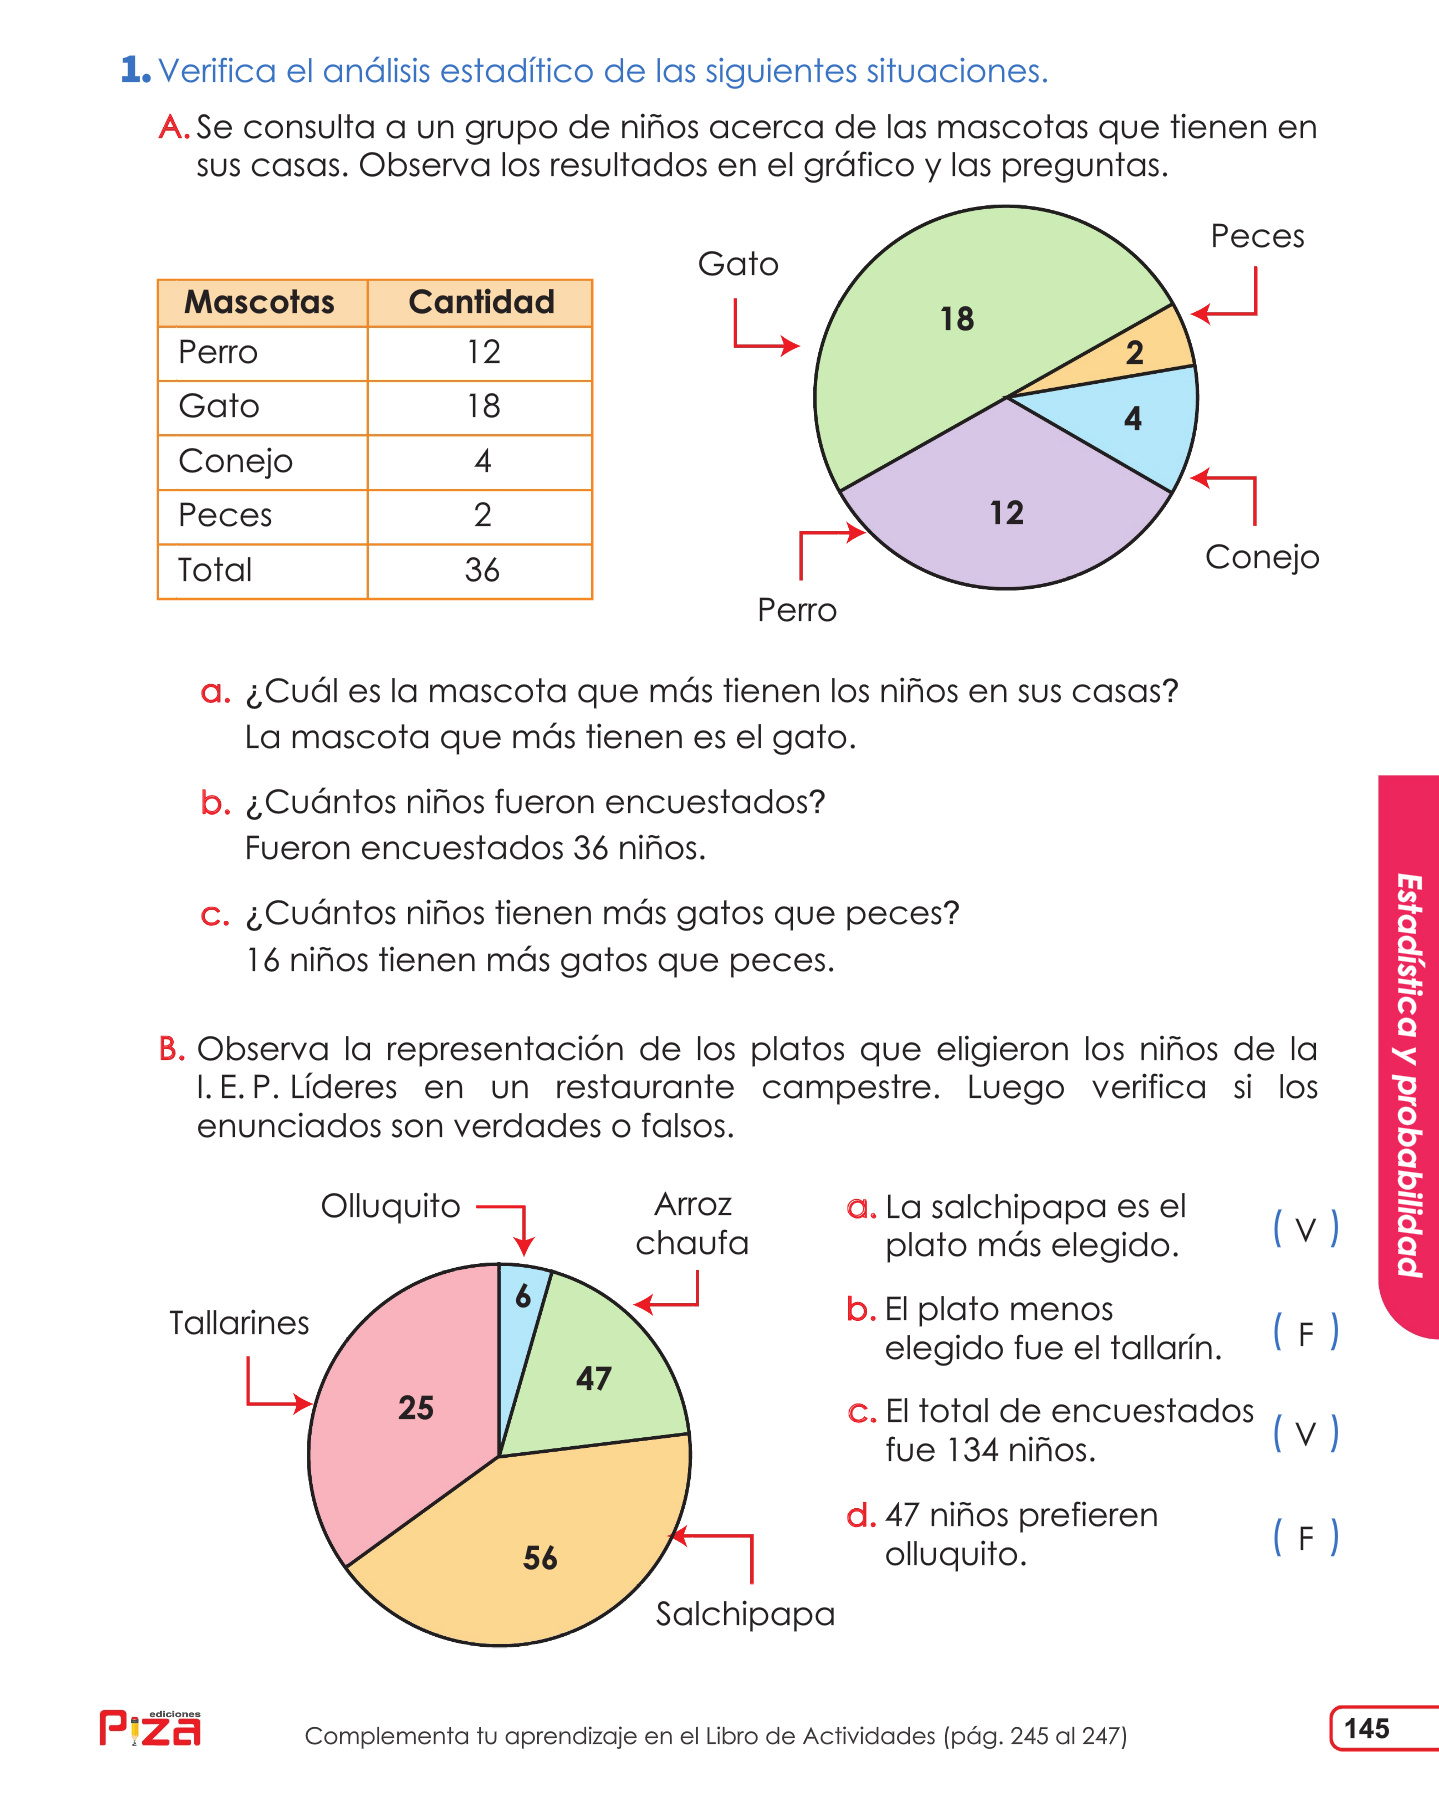 1. Verifica el análisis estadítico de las siguientes situaciones.
A. Se consulta a un grupo de niños acerca de las mascotas que tienen en
sus casas. Observa los resultados en el gráfico y las preguntas.
Mascotas Cantidad
Perro 12
Gato 18
Conejo 4
Peces 2
Total 36
Gato
Peces
18
2
4
12
Conejo
Perro
a. ¿Cuál es la mascota que más tienen los niños en sus casas?
La mascota que más tienen es el gato.
b. ¿Cuántos niños fueron encuestados?
Fueron encuestados 36 niños.
c. ¿Cuántos niños tienen más gatos que peces?
16 niños tienen más gatos que peces.
B. Observa la representación de los platos que eligieron los niños de la
I. E. P. Líderes en un restaurante campestre. Luego verifica si los
enunciados son verdades o falsos.
Olluquito
Arroz
chaufa
Tallarines
6
47
25
56
Salchipapa
a. La salchipapa es el
plato más elegido. ( V )
b. El plato menos
elegido fue el tallarín. ( F )
c. El total de encuestados
fue 134 niños. ( V )
d. 47 niños prefieren
olluquito. ( F )
Estadística y probabilidad
ediciones
Piza
Complementa tu aprendizaje en el Libro de Actividades (pág. 245 al 247)
145